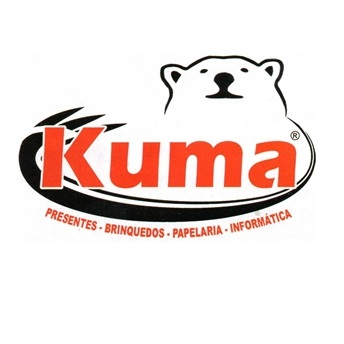 Kuma®
PRESENTES - BRINQUEDOS - PAPELARIA - INFORMÁTICA